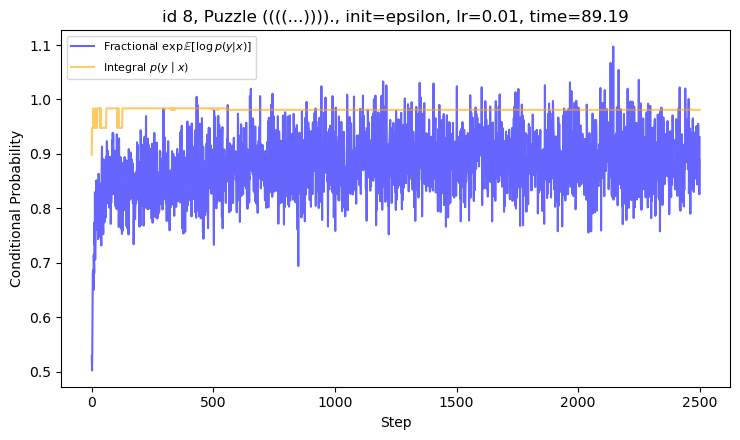 id 8, Puzzle ((((...))))., init=epsilon, lr=0.01, time=89.19
Fractional exp𝔼[log p(y|x)]
Integral p(y | x)
Conditional Probability
1.1
1.0
0.9
0.8
0.7
0.6
0.5
0
500
1000
1500
2000
2500
Step